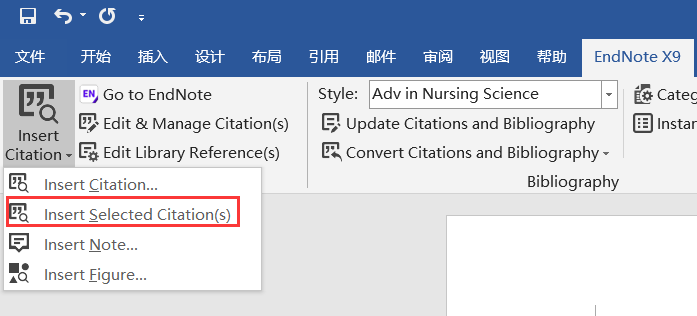 文件 开始 插入 设计 布局 引用 邮件 审阅 视图 帮助 EndNote X9
Insert Citation
EN Go to EndNote
Edit & Manage Citation(s)
Edit Library Reference(s)
Style: Adv in Nursing Science
Update Citations and Bibliography
Convert Citations and Bibliography
Bibliography
Categ
Instan
Insert Citation...
Insert Selected Citation(s)
Insert Note...
Insert Figure...